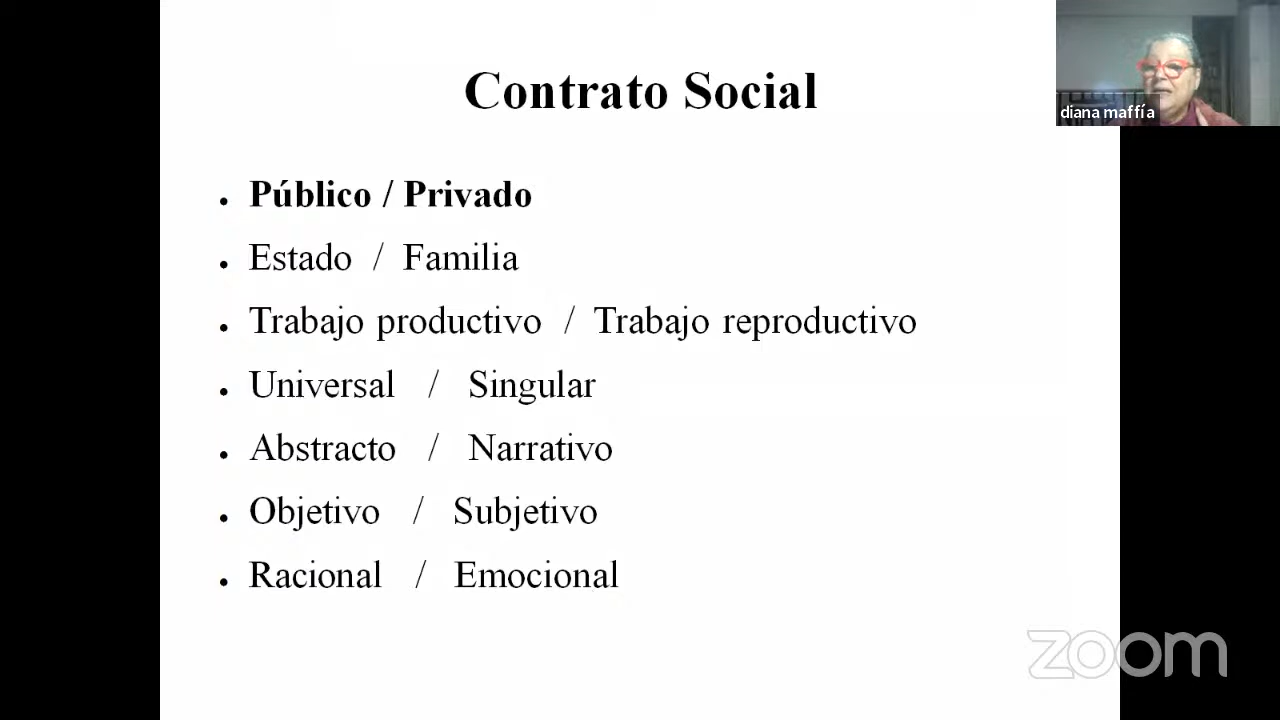 Contrato Social
diana maffía
Público / Privado
Estado / Familia
Trabajo productivo / Trabajo reproductivo
Universal / Singular
Abstracto / Narrativo
Objetivo / Subjetivo
Racional / Emocional
zoom